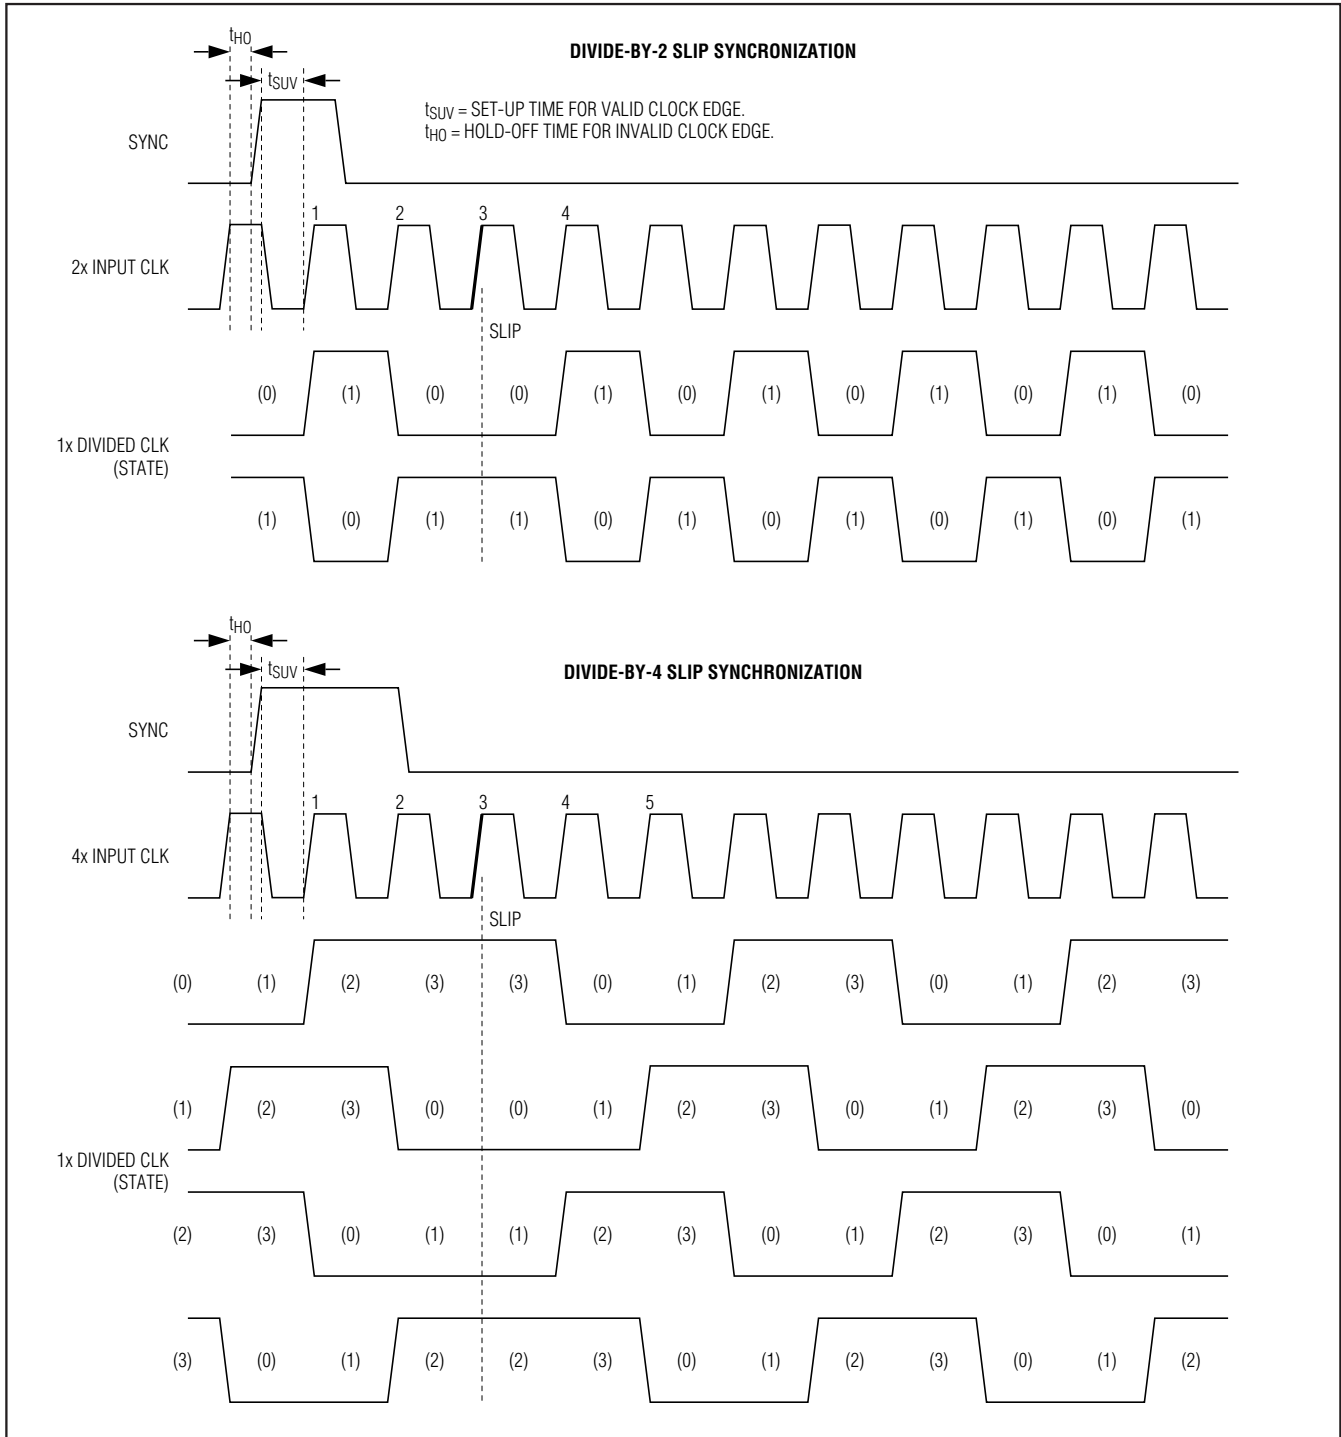 tHO
DIVIDE-BY-2 SLIP SYNCRONIZATION
tSUV
tSUV = SET-UP TIME FOR VALID CLOCK EDGE.
tHO = HOLD-OFF TIME FOR INVALID CLOCK EDGE.
SYNC
1 2 3 4
2x INPUT CLK
SLIP
(0) (1) (0) (0) (1) (0) (1) (0) (1) (0) (1) (0)
1x DIVIDED CLK
(STATE)
(1) (0) (1) (1) (0) (1) (0) (1) (0) (1) (0) (1)
tHO
tSUV
DIVIDE-BY-4 SLIP SYNCHRONIZATION
SYNC
1 2 3 4 5
4x INPUT CLK
SLIP
(0) (1) (2) (3) (3) (0) (1) (2) (3) (0) (1) (2) (3)
(1) (2) (3) (0) (0) (1) (2) (3) (0) (1) (2) (3) (0)
1x DIVIDED CLK
(STATE)
(2) (3) (0) (1) (1) (2) (3) (0) (1) (2) (3) (0) (1)
(3) (0) (1) (2) (2) (3) (0) (1) (2) (3) (0) (1) (2)